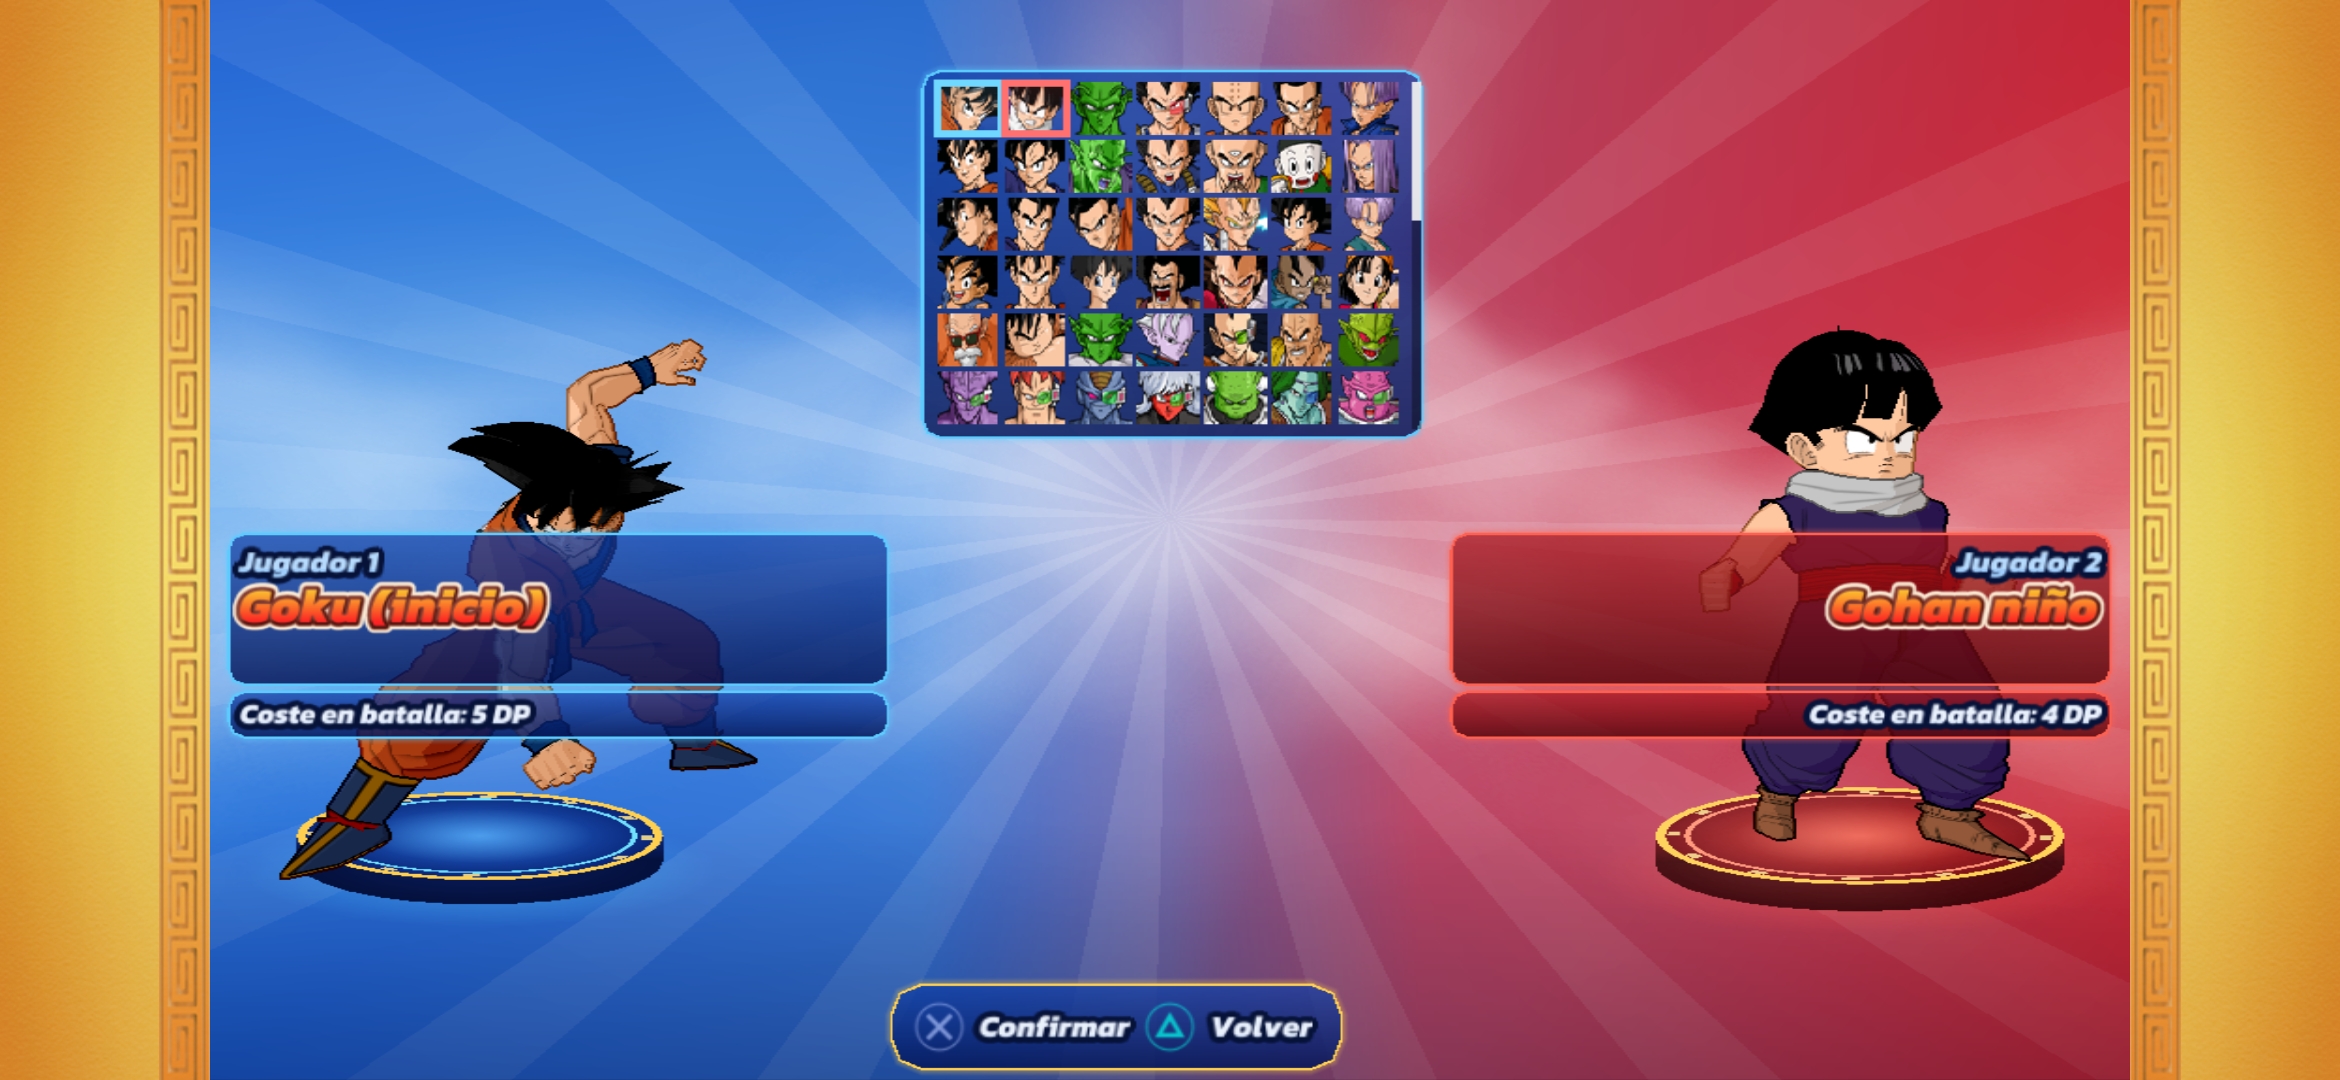 Jugador 1
Goku (inicio)
Coste en batalla: 5 DP
Jugador 2
Gohan niño
Coste en batalla: 4 DP
Confirmar
Volver